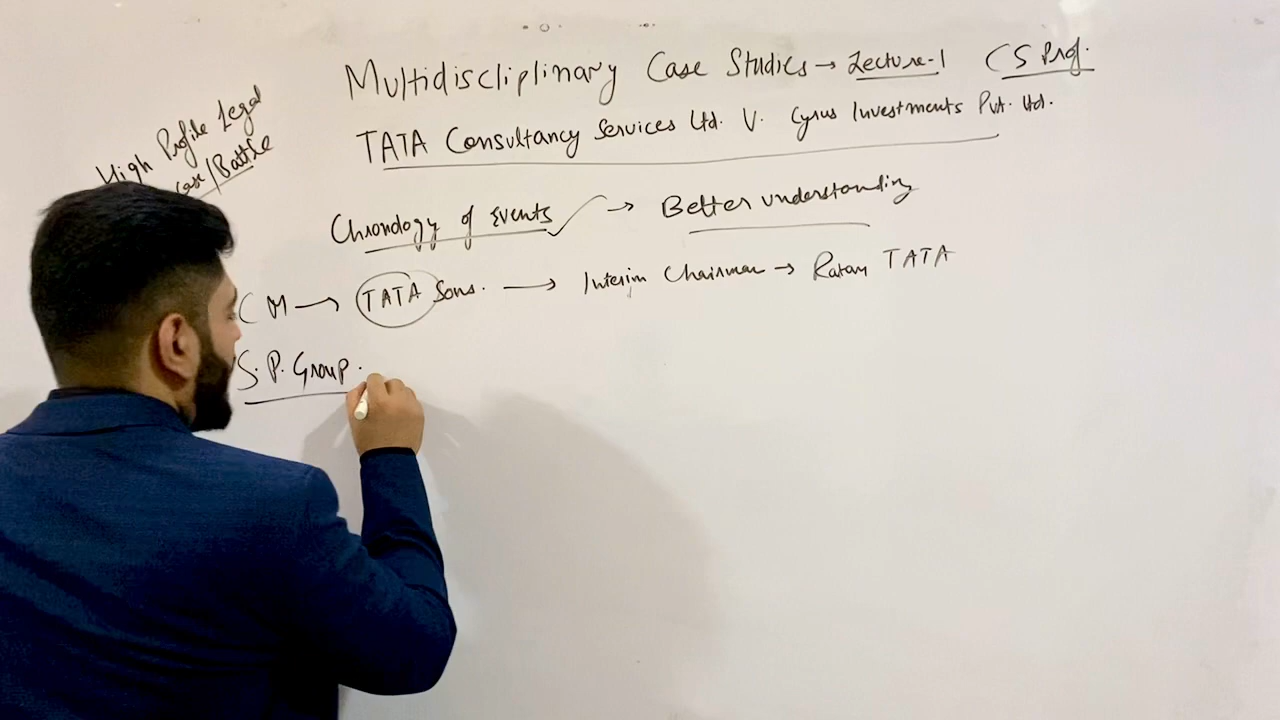 Multidiscliplinary Case Studies → Lecture-1 CS Prof.
TATA Consultancy Services Ltd. V. Cyrus Investments Pvt. Ltd.
High Profile Legal
Case/Battle
Chronology of Events → Better understanding
CM → TATA Sons. → Interim Chairman → Ratan TATA
S.P. Group.